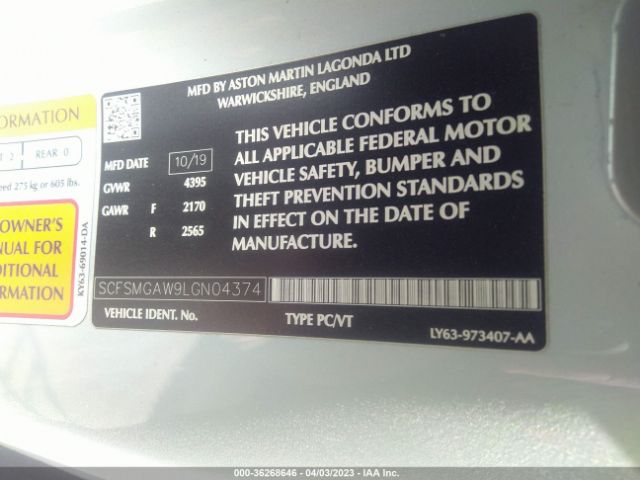 MFD BY ASTON MARTIN LAGONDA LTD
WARWICKSHIRE, ENGLAND
MFD DATE 10/19
GVWR 4395
GAWR F 2170
R 2565
THIS VEHICLE CONFORMS TO
ALL APPLICABLE FEDERAL MOTOR
VEHICLE SAFETY, BUMPER AND
THEFT PREVENTION STANDARDS
IN EFFECT ON THE DATE OF
MANUFACTURE.
SCFSMGAW9LGN04374
VEHICLE IDENT. No.
TYPE PC/VT
LY63-973407-AA
ORMATION
T 2 REAR 0
eed 275 kg or 605 lbs.
OWNER'S
NUAL FOR
DITIONAL
ORMATION
KY63-69014-DA
000-36268646 - 04/03/2023 - IAA Inc.